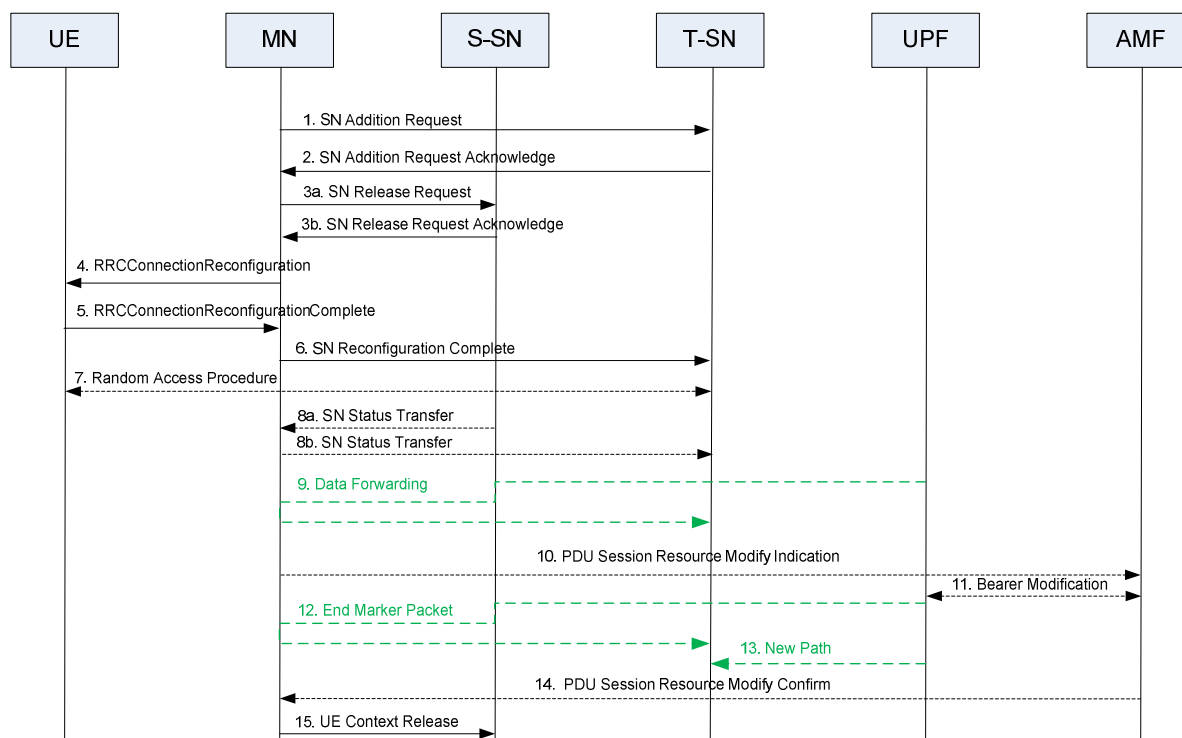 UE MN S-SN T-SN UPF AMF
1. SN Addition Request
2. SN Addition Request Acknowledge
3a. SN Release Request
3b. SN Release Request Acknowledge
4. RRCConnectionReconfiguration
5. RRCConnectionReconfigurationComplete
6. SN Reconfiguration Complete
7. Random Access Procedure
8a. SN Status Transfer
8b. SN Status Transfer
9. Data Forwarding
10. PDU Session Resource Modify Indication
11. Bearer Modification
12. End Marker Packet
13. New Path
14. PDU Session Resource Modify Confirm
15. UE Context Release